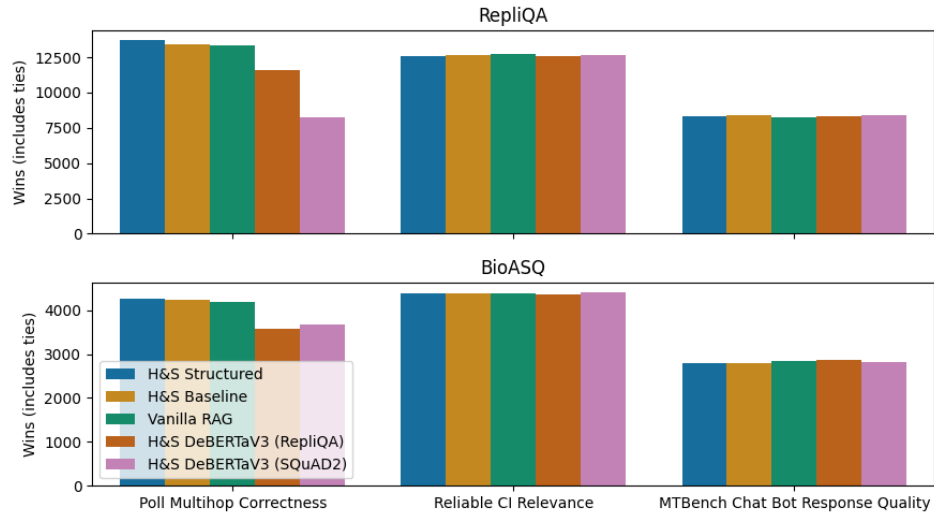 RepliQA
Wins (includes ties)
12500
10000
7500
5000
2500
0
BioASQ
Wins (includes ties)
4000
3000
2000
1000
0
H&S Structured
H&S Baseline
Vanilla RAG
H&S DeBERTaV3 (RepliQA)
H&S DeBERTaV3 (SQuAD2)
Poll Multihop Correctness
Reliable CI Relevance
MTBench Chat Bot Response Quality